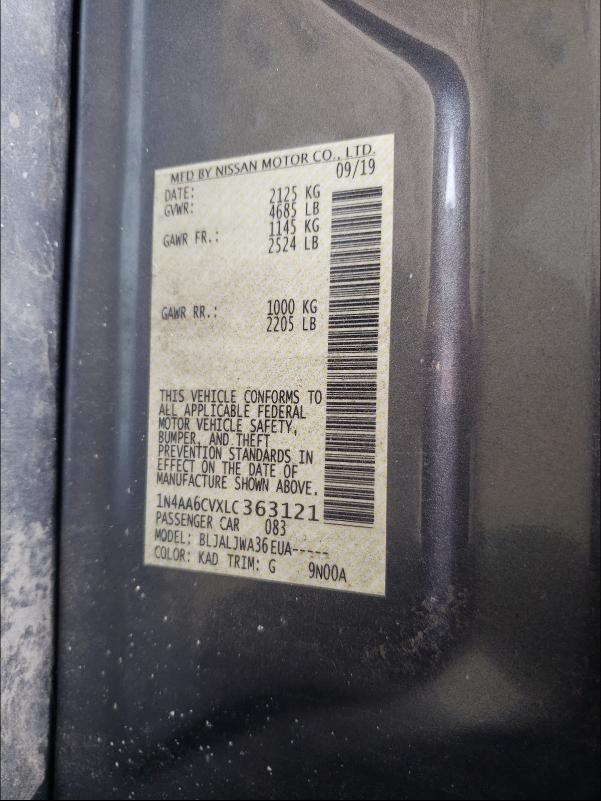 MFD BY NISSAN MOTOR CO., LTD.
DATE: 09/19
GVWR: 2125 KG
4685 LB
GAWR FR.: 1145 KG
2524 LB
GAWR RR.: 1000 KG
2205 LB
THIS VEHICLE CONFORMS TO
ALL APPLICABLE FEDERAL
MOTOR VEHICLE SAFETY,
BUMPER, AND THEFT
PREVENTION STANDARDS IN
EFFECT ON THE DATE OF
MANUFACTURE SHOWN ABOVE.
1N4AA6CVXLC363121
PASSENGER CAR 083
MODEL: BLJALJWA36EUA-----
COLOR: KAD TRIM: G 9N00A